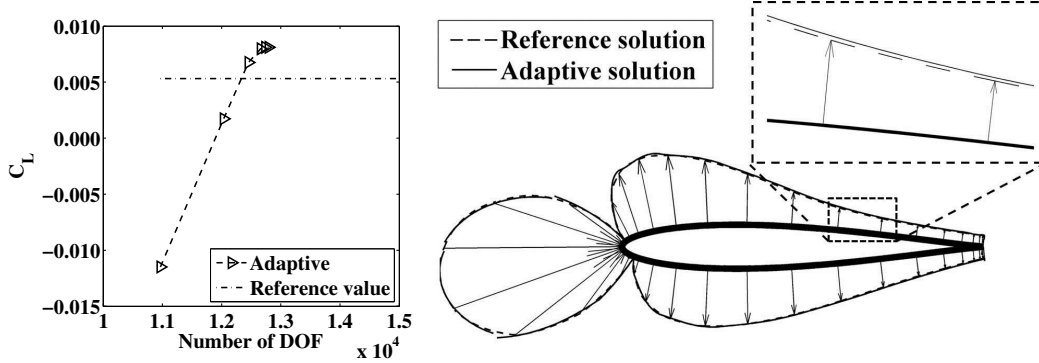 0.010
0.005
0.000
−0.005
−0.010
−0.015
C_L
Adaptive
Reference value
1 1.1 1.2 1.3 1.4 1.5
Number of DOF
x 10^4
Reference solution
Adaptive solution